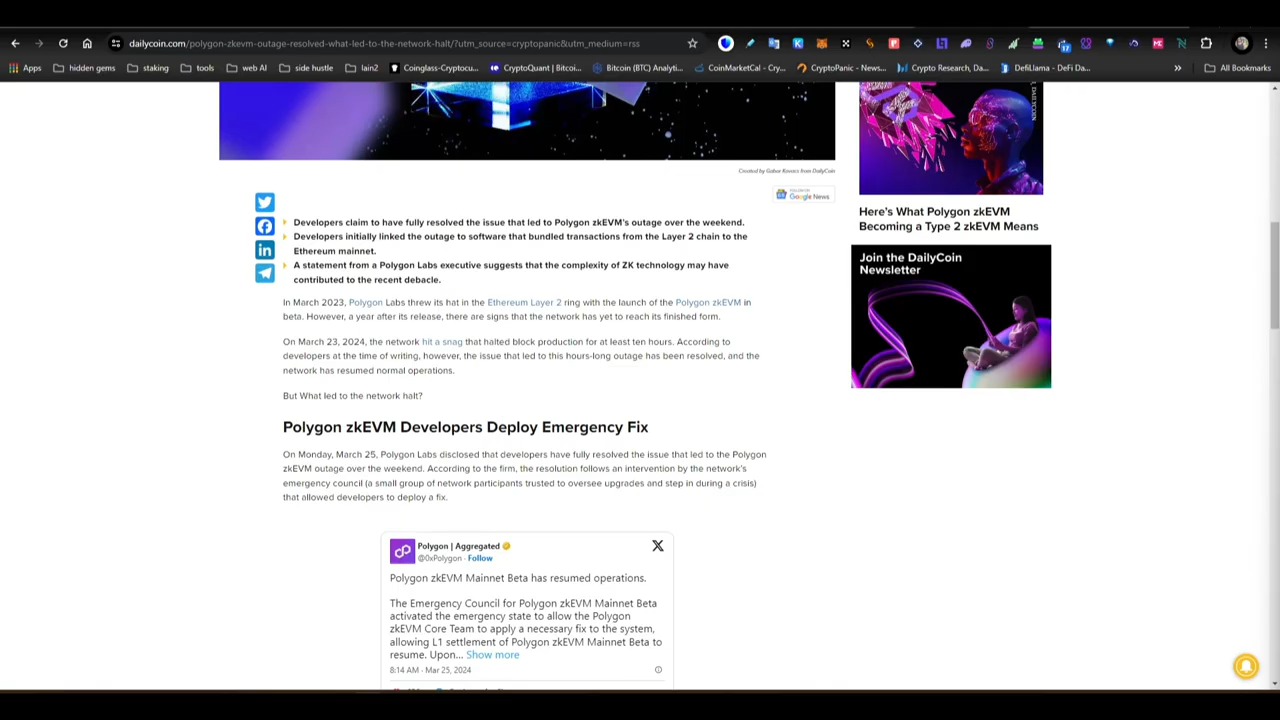 dailycoin.com/polygon-zkevm-outage-resolved-what-led-to-the-network-halt/?utm_source=cryptopanic&utm_medium=rss
Apps hidden gems staking tools web AI side hustle lain2 Coinglass-Cryptocu... CryptoQuant | Bitcoi... Bitcoin (BTC) Analyti... CoinMarketCal - Cry... CryptoPanic - News... Crypto Research, Da... DefiLlama - DeFi Da... » All Bookmarks
DAILYCOIN
Created by Gabor Kovacs from DailyCoin
FOLLOW ON
Google News
Developers claim to have fully resolved the issue that led to Polygon zkEVM's outage over the weekend.
Developers initially linked the outage to software that bundled transactions from the Layer 2 chain to the
Ethereum mainnet.
A statement from a Polygon Labs executive suggests that the complexity of ZK technology may have
contributed to the recent debacle.
In March 2023, Polygon Labs threw its hat in the Ethereum Layer 2 ring with the launch of the Polygon zkEVM in
beta. However, a year after its release, there are signs that the network has yet to reach its finished form.
On March 23, 2024, the network hit a snag that halted block production for at least ten hours. According to
developers at the time of writing, however, the issue that led to this hours-long outage has been resolved, and the
network has resumed normal operations.
But What led to the network halt?
Polygon zkEVM Developers Deploy Emergency Fix
On Monday, March 25, Polygon Labs disclosed that developers have fully resolved the issue that led to the Polygon
zkEVM outage over the weekend. According to the firm, the resolution follows an intervention by the network's
emergency council (a small group of network participants trusted to oversee upgrades and step in during a crisis)
that allowed developers to deploy a fix.
Polygon | Aggregated
@0xPolygon · Follow
Polygon zkEVM Mainnet Beta has resumed operations.
The Emergency Council for Polygon zkEVM Mainnet Beta
activated the emergency state to allow the Polygon
zkEVM Core Team to apply a necessary fix to the system,
allowing L1 settlement of Polygon zkEVM Mainnet Beta to
resume. Upon... Show more
8:14 AM · Mar 25, 2024
Here's What Polygon zkEVM
Becoming a Type 2 zkEVM Means
Join the DailyCoin
Newsletter